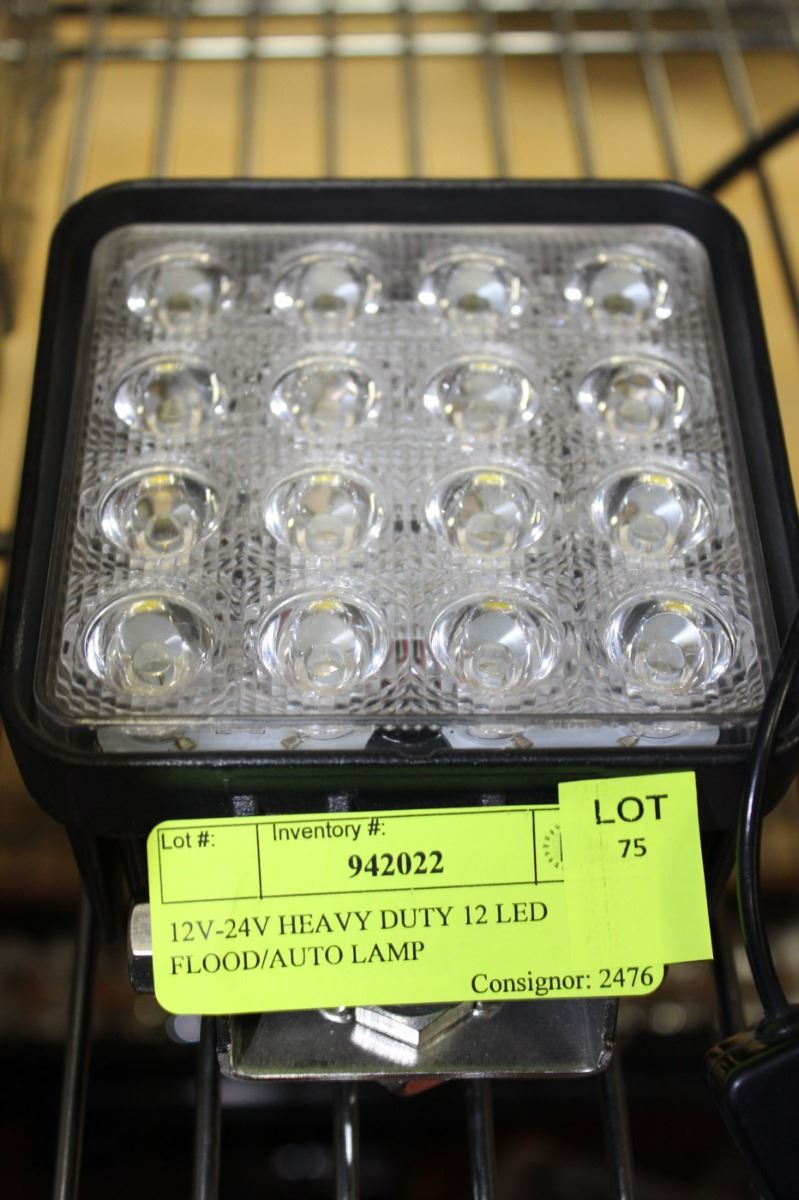 LOT
75
Lot #:
Inventory #:
942022
12V-24V HEAVY DUTY 12 LED
FLOOD/AUTO LAMP
Consignor: 2476